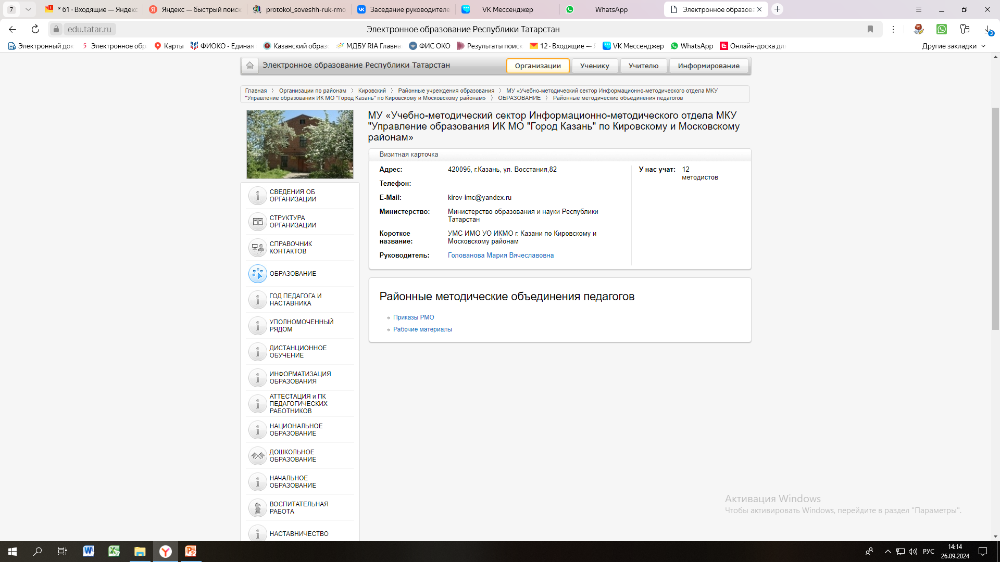 7
* 61 · Входящие — Яндекс
Яндекс — быстрый поиск
protokol_soveshh-ruk-rmo
Заседание руководителе
VK Мессенджер
WhatsApp
Электронное образова
edu.tatar.ru
Электронное образование Республики Татарстан
3
Электронный док
Электронное обр
Карты
ФИОКО - Единая
Казанский образо
МДБУ RIA Главна
ФИС ОКО
Результаты поиск
12 · Входящие —
VK Мессенджер
WhatsApp
Онлайн-доска дл
Другие закладки
Электронное образование Республики Татарстан
Организации
Ученику
Учителю
Информирование
Главная > Организации по районам > Кировский > Районные учреждения образования > МУ «Учебно-методический сектор Информационно-методического отдела МКУ
"Управление образования ИК МО "Город Казань" по Кировскому и Московскому районам» > ОБРАЗОВАНИЕ > Районные методические объединения педагогов
МУ «Учебно-методический сектор Информационно-методического отдела МКУ
"Управление образования ИК МО "Город Казань" по Кировскому и Московскому
районам»
Визитная карточка
Адрес: 420095, г.Казань, ул. Восстания,82
Телефон:
E-Mail: kirov-imc@yandex.ru
Министерство: Министерство образования и науки Республики
Татарстан
Короткое название: УМС ИМО УО ИКМО г. Казани по Кировскому и
Московскому районам
Руководитель: Голованова Мария Вячеславовна
У нас учат: 12
методистов
Районные методические объединения педагогов
Приказы РМО
Рабочие материалы
СВЕДЕНИЯ ОБ
ОРГАНИЗАЦИИ
СТРУКТУРА
ОРГАНИЗАЦИИ
СПРАВОЧНИК
КОНТАКТОВ
ОБРАЗОВАНИЕ
ГОД ПЕДАГОГА И
НАСТАВНИКА
УПОЛНОМОЧЕННЫЙ
РЯДОМ
ДИСТАНЦИОННОЕ
ОБУЧЕНИЕ
ИНФОРМАТИЗАЦИЯ
ОБРАЗОВАНИЯ
АТТЕСТАЦИЯ и ПК
ПЕДАГОГИЧЕСКИХ
РАБОТНИКОВ
НАЦИОНАЛЬНОЕ
ОБРАЗОВАНИЕ
ДОШКОЛЬНОЕ
ОБРАЗОВАНИЕ
НАЧАЛЬНОЕ
ОБРАЗОВАНИЕ
ВОСПИТАТЕЛЬНАЯ
РАБОТА
НАСТАВНИЧЕСТВО
Активация Windows
Чтобы активировать Windows, перейдите в раздел "Параметры".
РУС
14:14
26.09.2024